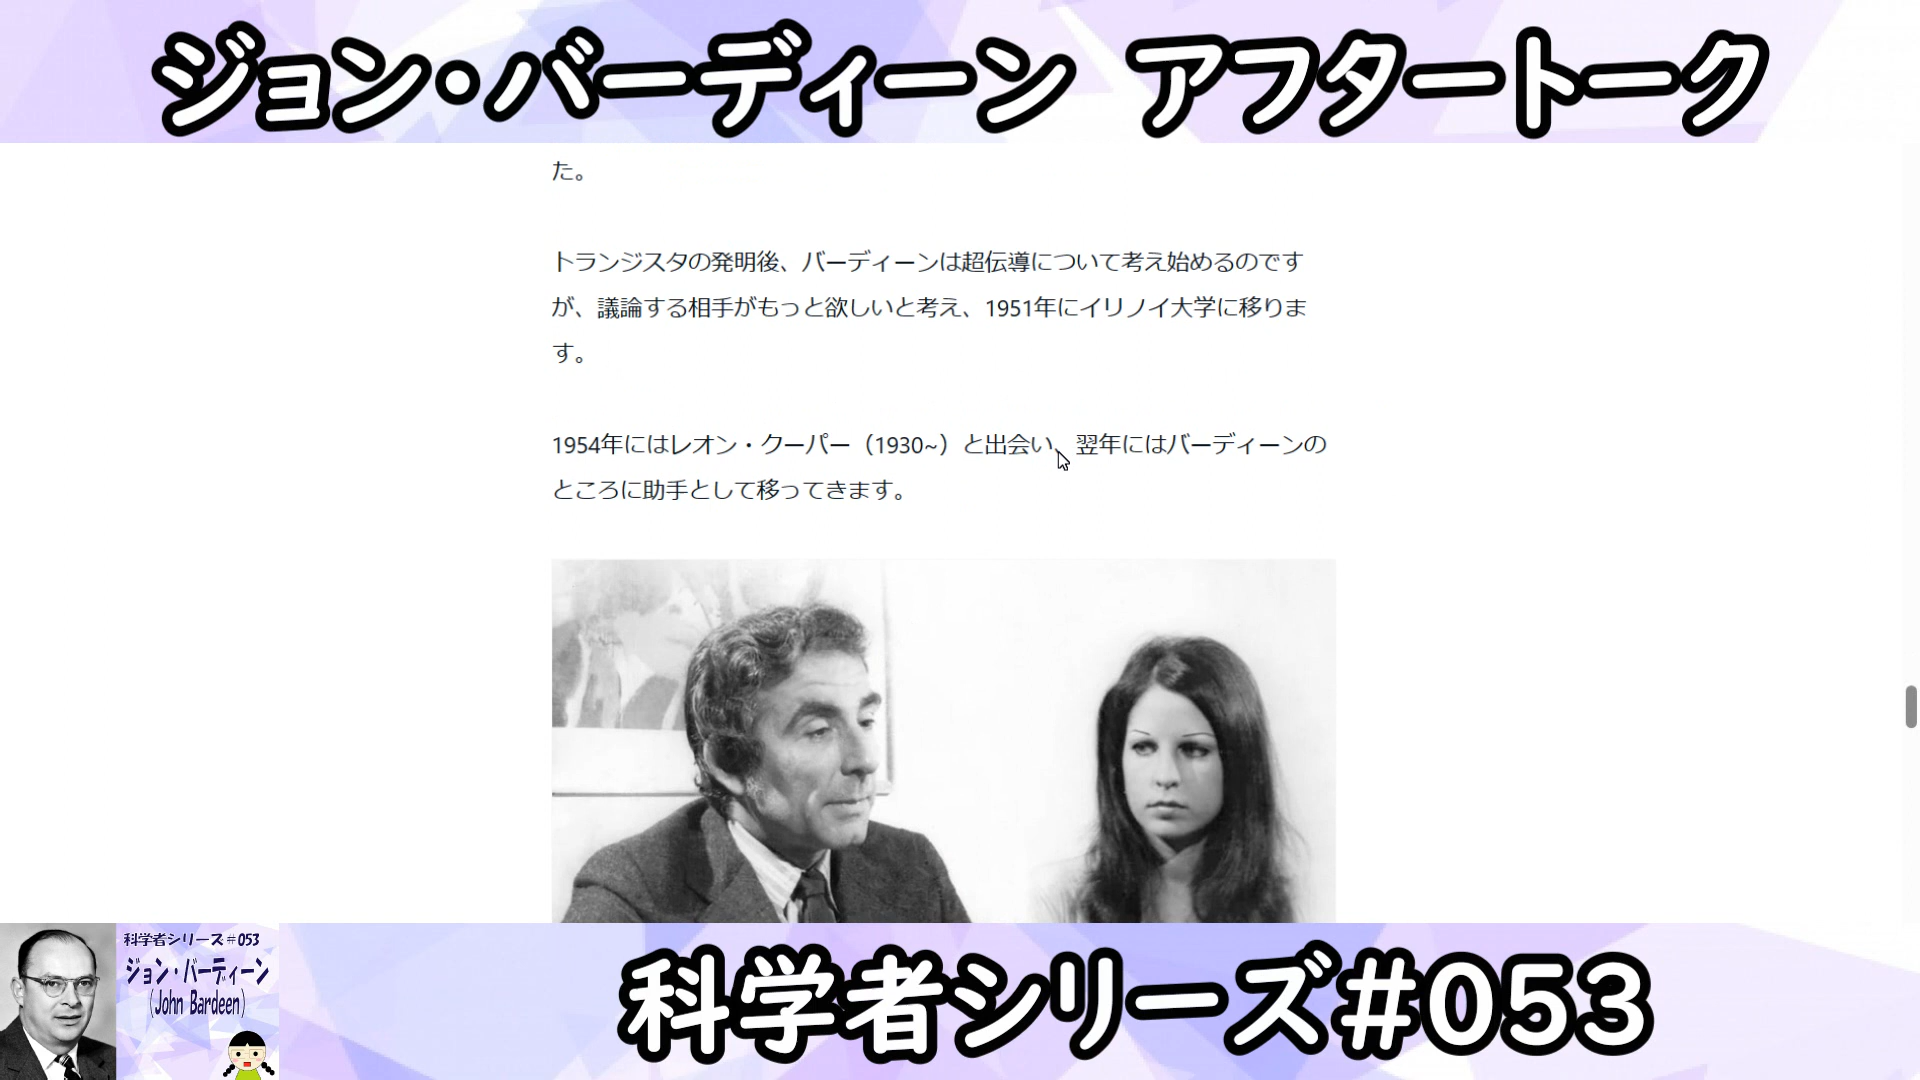 ジョン・バーディーン アフタートーク
た。
トランジスタの発明後、バーディーンは超伝導について考え始めるのです
が、議論する相手がもっと欲しいと考え、1951年にイリノイ大学に移りま
す。
1954年にはレオン・クーパー（1930~）と出会い、翌年にはバーディーンの
ところに助手として移ってきます。
科学者シリーズ#053
ジョン・バーディーン
(John Bardeen)
科学者シリーズ#053